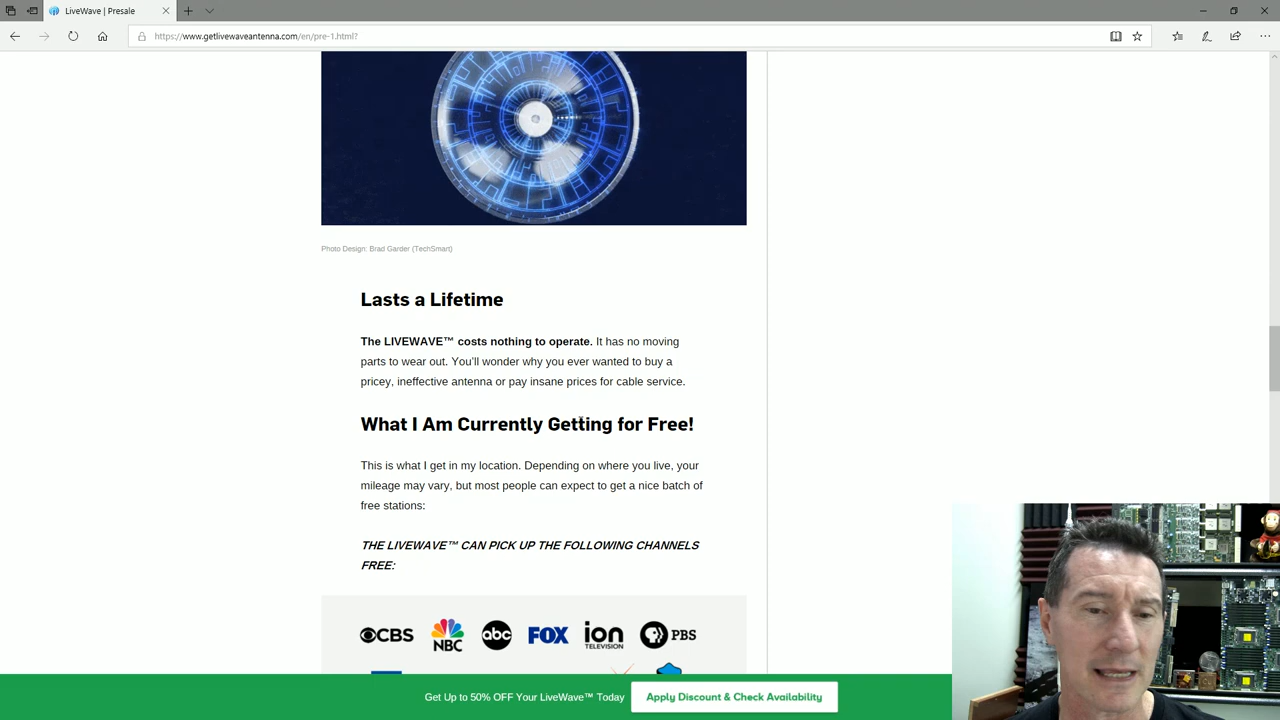 LiveWave | Presale
https://www.getlivewaveantenna.com/en/pre-1.html?
Photo Design: Brad Garder (TechSmart)
Lasts a Lifetime
The LIVEWAVE™ costs nothing to operate. It has no moving
parts to wear out. You'll wonder why you ever wanted to buy a
pricey, ineffective antenna or pay insane prices for cable service.
What I Am Currently Getting for Free!
This is what I get in my location. Depending on where you live, your
mileage may vary, but most people can expect to get a nice batch of
free stations:
THE LIVEWAVE™ CAN PICK UP THE FOLLOWING CHANNELS
FREE:
CBS NBC abc FOX ion TELEVISION PBS
Get Up to 50% OFF Your LiveWave™ Today Apply Discount & Check Availability